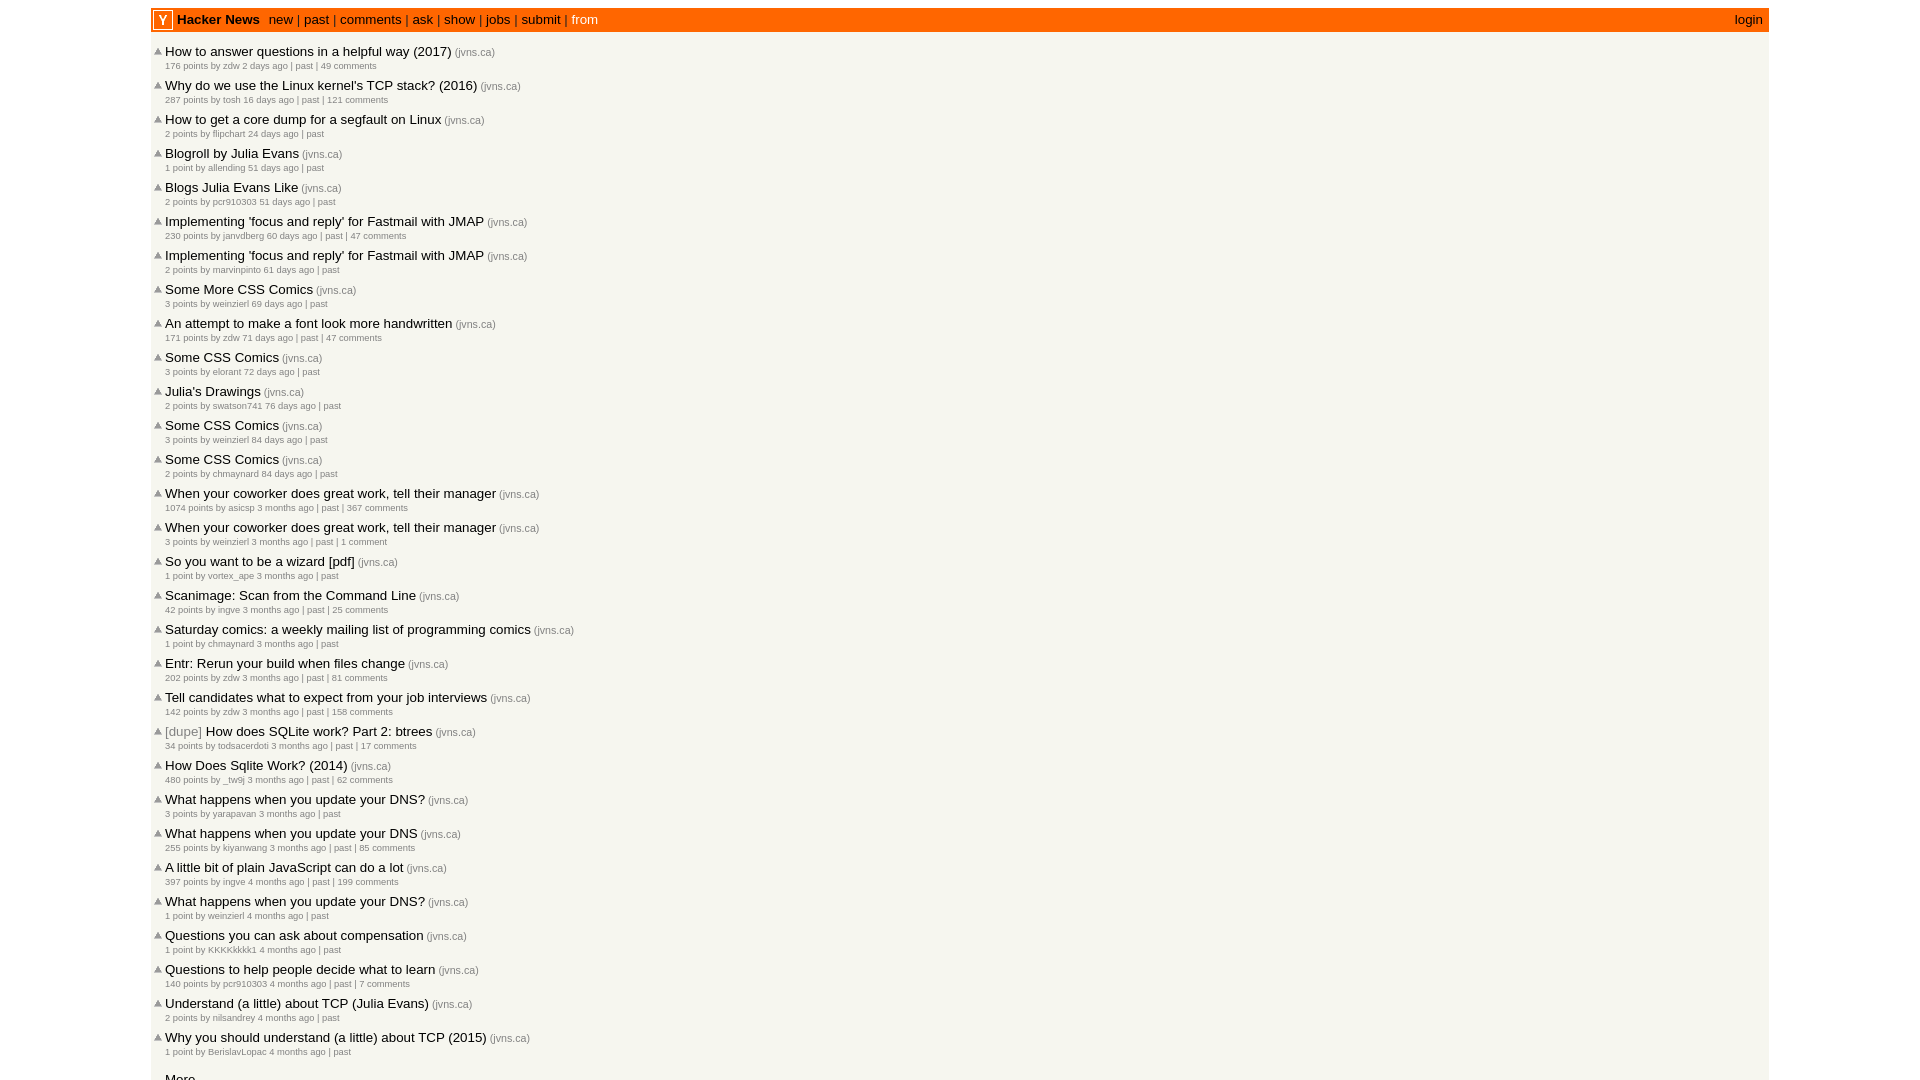 Y Hacker News new | past | comments | ask | show | jobs | submit | from login
How to answer questions in a helpful way (2017) (jvns.ca)
176 points by zdw 2 days ago | past | 49 comments
Why do we use the Linux kernel's TCP stack? (2016) (jvns.ca)
287 points by tosh 16 days ago | past | 121 comments
How to get a core dump for a segfault on Linux (jvns.ca)
2 points by flipchart 24 days ago | past
Blogroll by Julia Evans (jvns.ca)
1 point by allending 51 days ago | past
Blogs Julia Evans Like (jvns.ca)
2 points by pcr910303 51 days ago | past
Implementing 'focus and reply' for Fastmail with JMAP (jvns.ca)
230 points by janvdberg 60 days ago | past | 47 comments
Implementing 'focus and reply' for Fastmail with JMAP (jvns.ca)
2 points by marvinpinto 61 days ago | past
Some More CSS Comics (jvns.ca)
3 points by weinzierl 69 days ago | past
An attempt to make a font look more handwritten (jvns.ca)
171 points by zdw 71 days ago | past | 47 comments
Some CSS Comics (jvns.ca)
3 points by elorant 72 days ago | past
Julia's Drawings (jvns.ca)
2 points by swatson741 76 days ago | past
Some CSS Comics (jvns.ca)
3 points by weinzierl 84 days ago | past
Some CSS Comics (jvns.ca)
2 points by chmaynard 84 days ago | past
When your coworker does great work, tell their manager (jvns.ca)
1074 points by asicsp 3 months ago | past | 367 comments
When your coworker does great work, tell their manager (jvns.ca)
3 points by weinzierl 3 months ago | past | 1 comment
So you want to be a wizard [pdf] (jvns.ca)
1 point by vortex_ape 3 months ago | past
Scanimage: Scan from the Command Line (jvns.ca)
42 points by ingve 3 months ago | past | 25 comments
Saturday comics: a weekly mailing list of programming comics (jvns.ca)
1 point by chmaynard 3 months ago | past
Entr: Rerun your build when files change (jvns.ca)
202 points by zdw 3 months ago | past | 81 comments
Tell candidates what to expect from your job interviews (jvns.ca)
142 points by zdw 3 months ago | past | 158 comments
[dupe] How does SQLite work? Part 2: btrees (jvns.ca)
34 points by todsacerdoti 3 months ago | past | 17 comments
How Does Sqlite Work? (2014) (jvns.ca)
480 points by _tw9j 3 months ago | past | 62 comments
What happens when you update your DNS? (jvns.ca)
3 points by yarapavan 3 months ago | past
What happens when you update your DNS (jvns.ca)
255 points by kiyanwang 3 months ago | past | 85 comments
A little bit of plain JavaScript can do a lot (jvns.ca)
397 points by ingve 4 months ago | past | 199 comments
What happens when you update your DNS? (jvns.ca)
1 point by weinzierl 4 months ago | past
Questions you can ask about compensation (jvns.ca)
1 point by KKKKkkkk1 4 months ago | past
Questions to help people decide what to learn (jvns.ca)
140 points by pcr910303 4 months ago | past | 7 comments
Understand (a little) about TCP (Julia Evans) (jvns.ca)
2 points by nilsandrey 4 months ago | past
Why you should understand (a little) about TCP (2015) (jvns.ca)
1 point by BerislavLopac 4 months ago | past
More